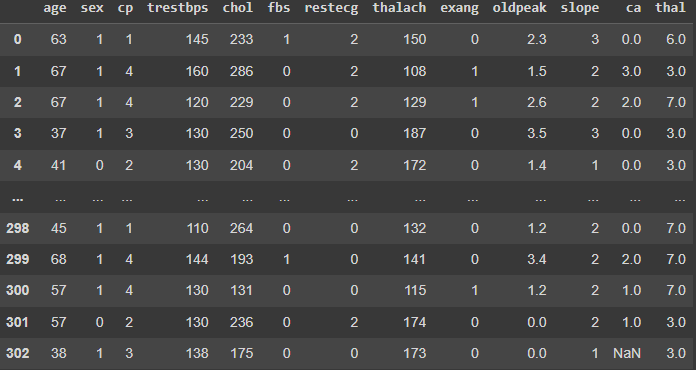 age sex cp trestbps chol fbs restecg thalach exang oldpeak slope ca thal
0 63 1 1 145 233 1 2 150 0 2.3 3 0.0 6.0
1 67 1 4 160 286 0 2 108 1 1.5 2 3.0 3.0
2 67 1 4 120 229 0 2 129 1 2.6 2 2.0 7.0
3 37 1 3 130 250 0 0 187 0 3.5 3 0.0 3.0
4 41 0 2 130 204 0 2 172 0 1.4 1 0.0 3.0
... ... ... ... ... ... ... ... ... ... ... ... ... ...
298 45 1 1 110 264 0 0 132 0 1.2 2 0.0 7.0
299 68 1 4 144 193 1 0 141 0 3.4 2 2.0 7.0
300 57 1 4 130 131 0 0 115 1 1.2 2 1.0 7.0
301 57 0 2 130 236 0 2 174 0 0.0 2 1.0 3.0
302 38 1 3 138 175 0 0 173 0 0.0 1 NaN 3.0